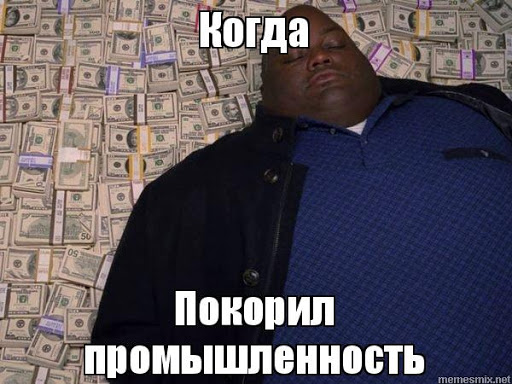 Когда
Покорил
промышленность
memesmix.net